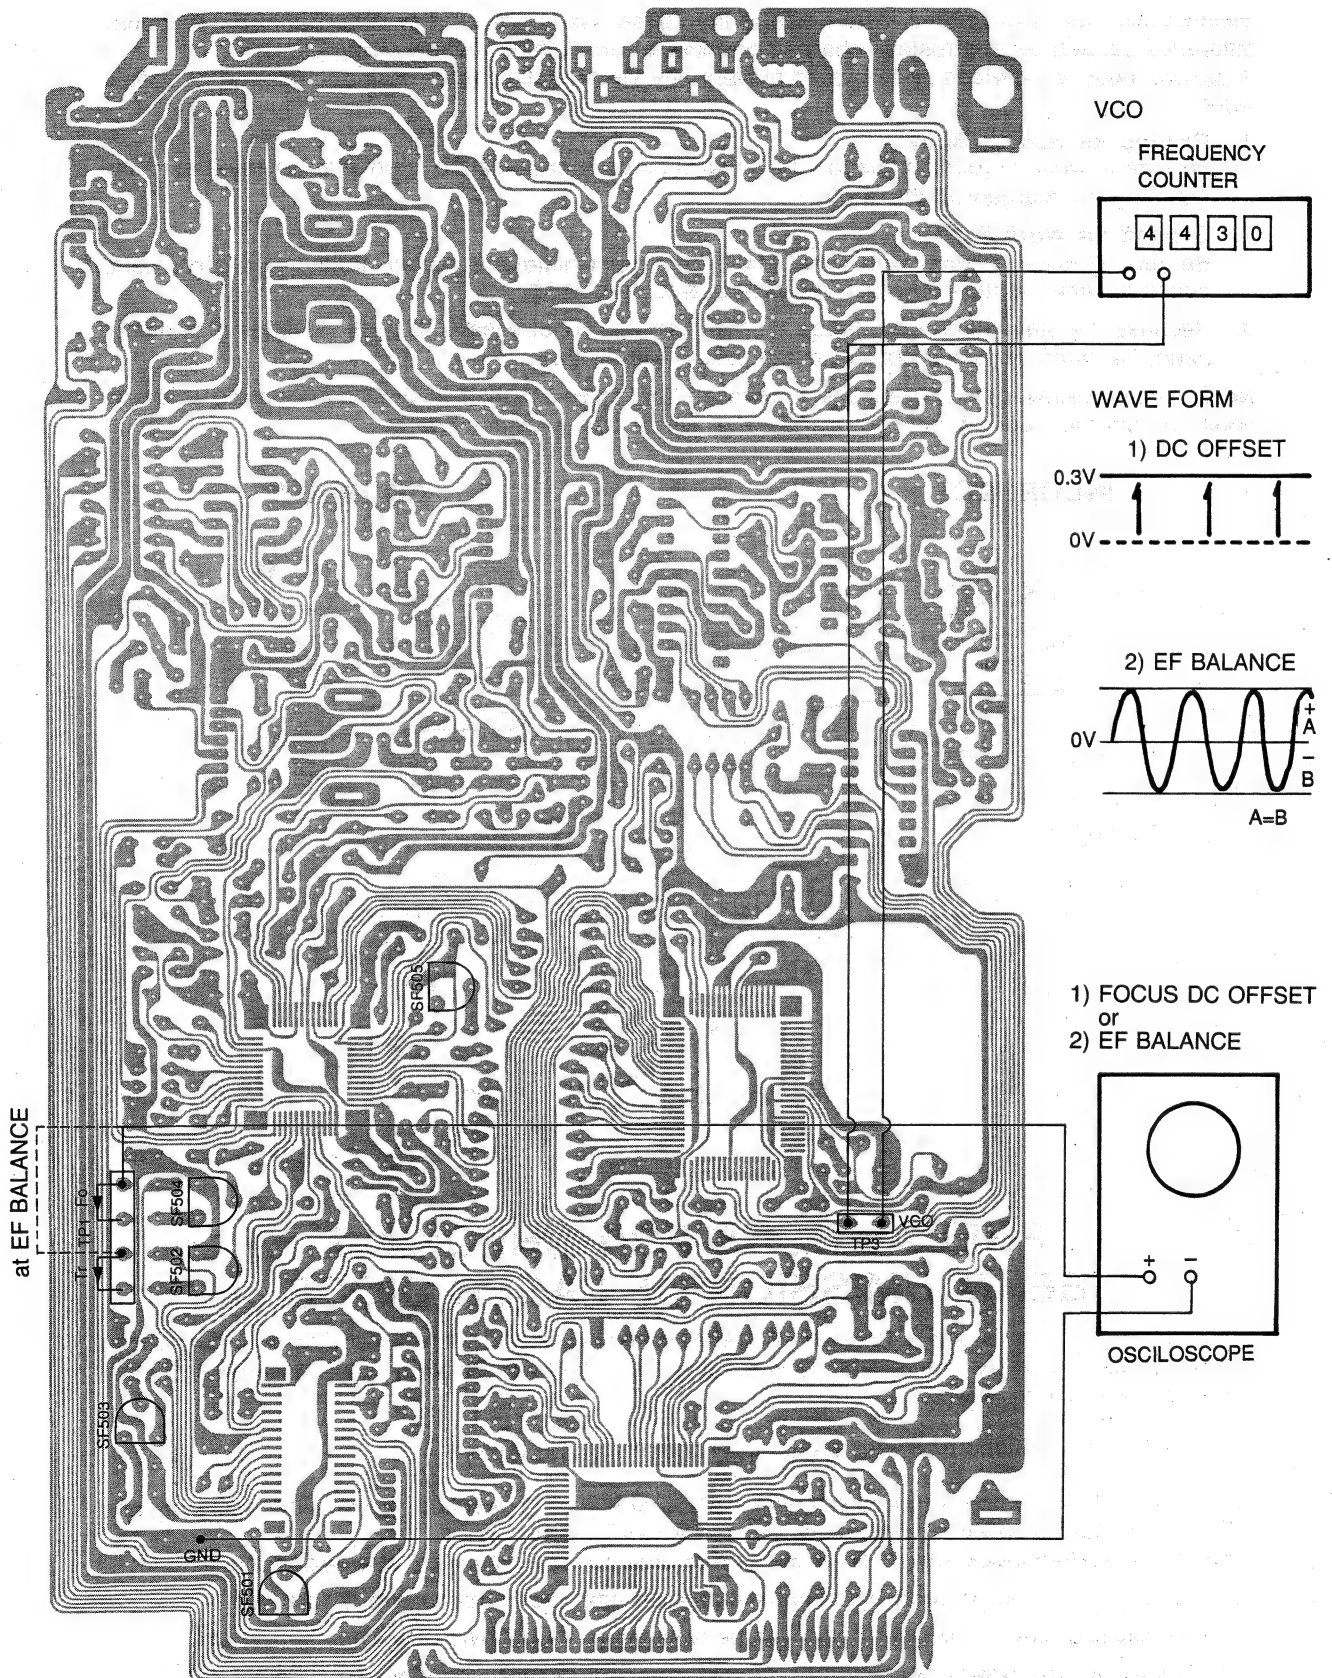 VCO
FREQUENCY
COUNTER
4 4 3 0
WAVE FORM
1) DC OFFSET
0.3V
0V
2) EF BALANCE
0V
+
A
−
B
A=B
SF505
1) FOCUS DC OFFSET
or
2) EF BALANCE
at EF BALANCE
Fo
TP1
Tr
SF504
SF502
VCO
TP3
+ −
OSCILOSCOPE
SF503
GND
SF501